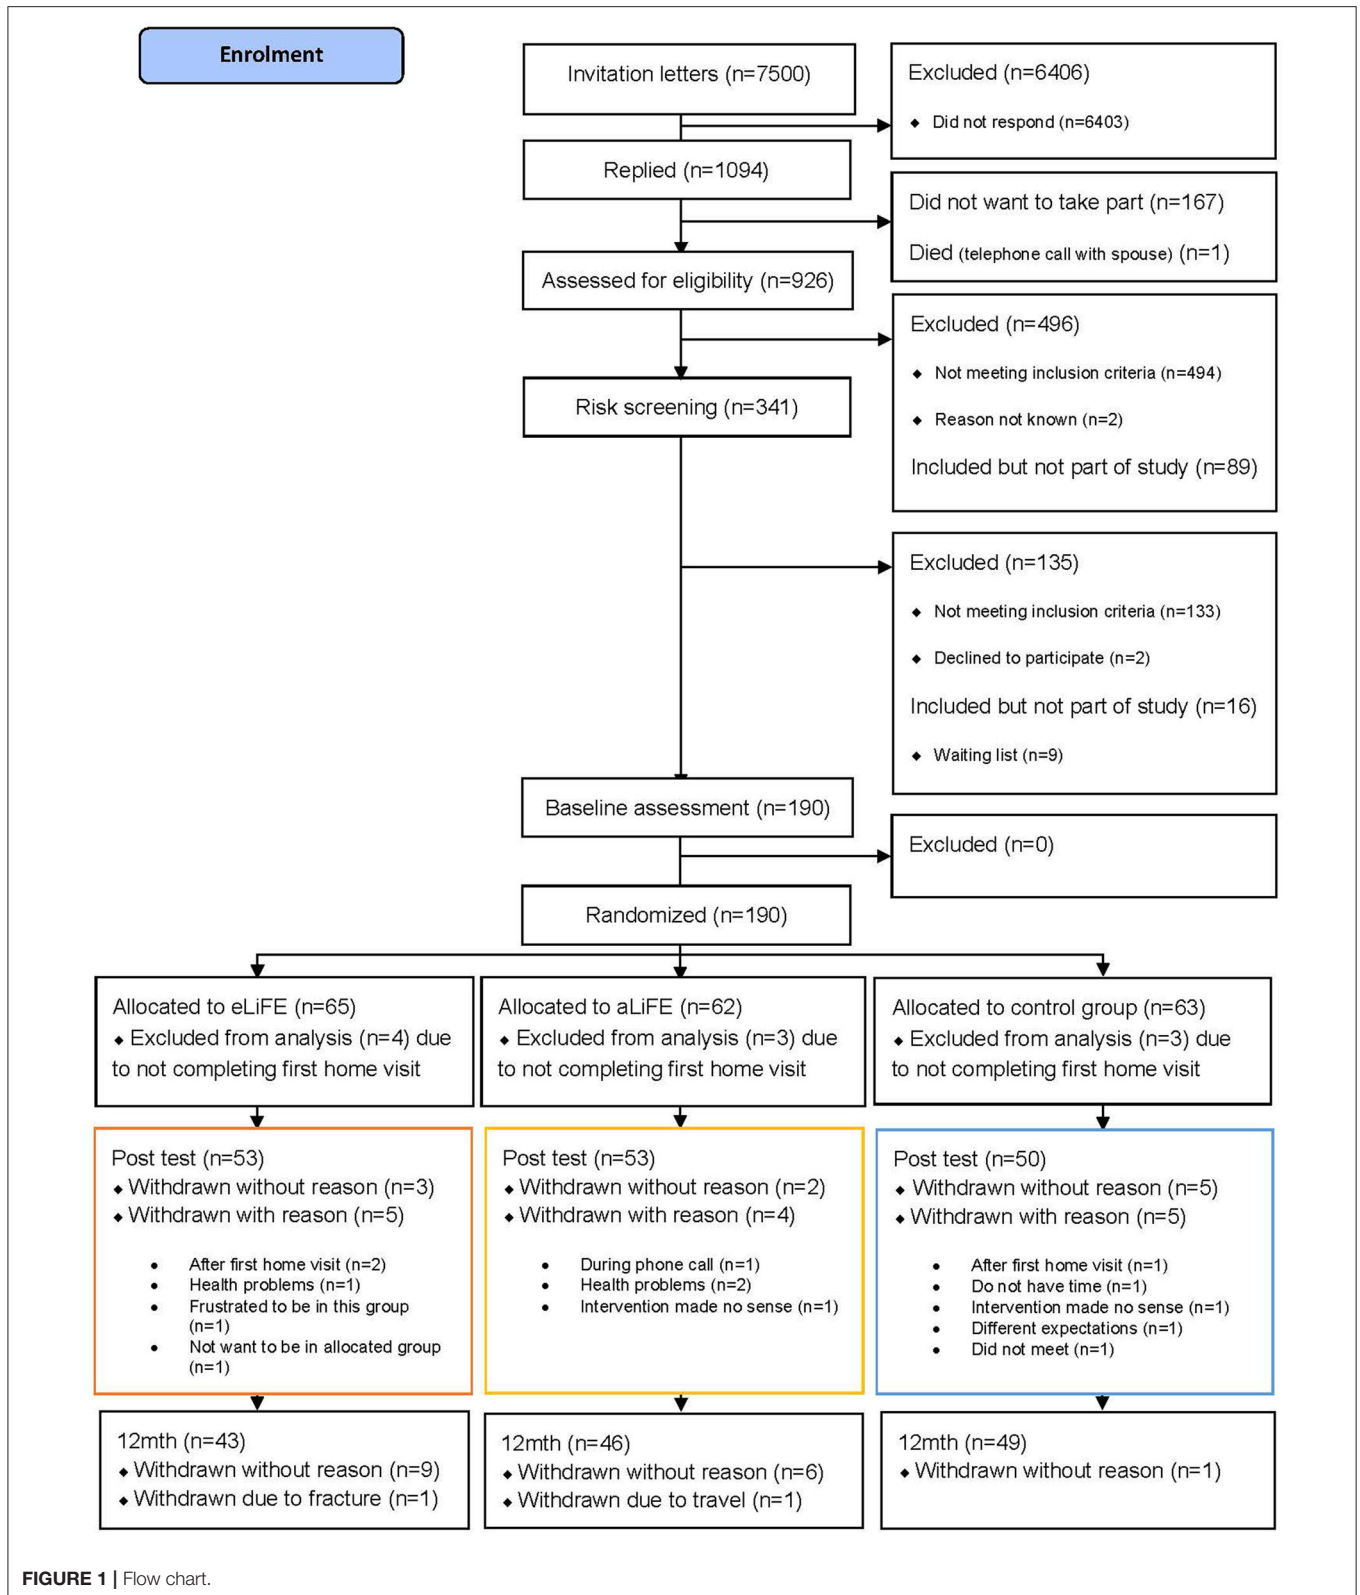 Enrolment
Invitation letters (n=7500)
Excluded (n=6406)
◆ Did not respond (n=6403)
Replied (n=1094)
Did not want to take part (n=167)
Died (telephone call with spouse) (n=1)
Assessed for eligibility (n=926)
Excluded (n=496)
◆ Not meeting inclusion criteria (n=494)
◆ Reason not known (n=2)
Included but not part of study (n=89)
Risk screening (n=341)
Excluded (n=135)
◆ Not meeting inclusion criteria (n=133)
◆ Declined to participate (n=2)
Included but not part of study (n=16)
◆ Waiting list (n=9)
Baseline assessment (n=190)
Excluded (n=0)
Randomized (n=190)
Allocated to eLiFE (n=65)
◆ Excluded from analysis (n=4) due
to not completing first home visit
Allocated to aLiFE (n=62)
◆ Excluded from analysis (n=3) due
to not completing first home visit
Allocated to control group (n=63)
◆ Excluded from analysis (n=3) due
to not completing first home visit
Post test (n=53)
◆ Withdrawn without reason (n=3)
◆ Withdrawn with reason (n=5)
• After first home visit (n=2)
• Health problems (n=1)
• Frustrated to be in this group
(n=1)
• Not want to be in allocated group
(n=1)
Post test (n=53)
◆ Withdrawn without reason (n=2)
◆ Withdrawn with reason (n=4)
• During phone call (n=1)
• Health problems (n=2)
• Intervention made no sense (n=1)
Post test (n=50)
◆ Withdrawn without reason (n=5)
◆ Withdrawn with reason (n=5)
• After first home visit (n=1)
• Do not have time (n=1)
• Intervention made no sense (n=1)
• Different expectations (n=1)
• Did not meet (n=1)
12mth (n=43)
◆ Withdrawn without reason (n=9)
◆ Withdrawn due to fracture (n=1)
12mth (n=46)
◆ Withdrawn without reason (n=6)
◆ Withdrawn due to travel (n=1)
12mth (n=49)
◆ Withdrawn without reason (n=1)
FIGURE 1 | Flow chart.